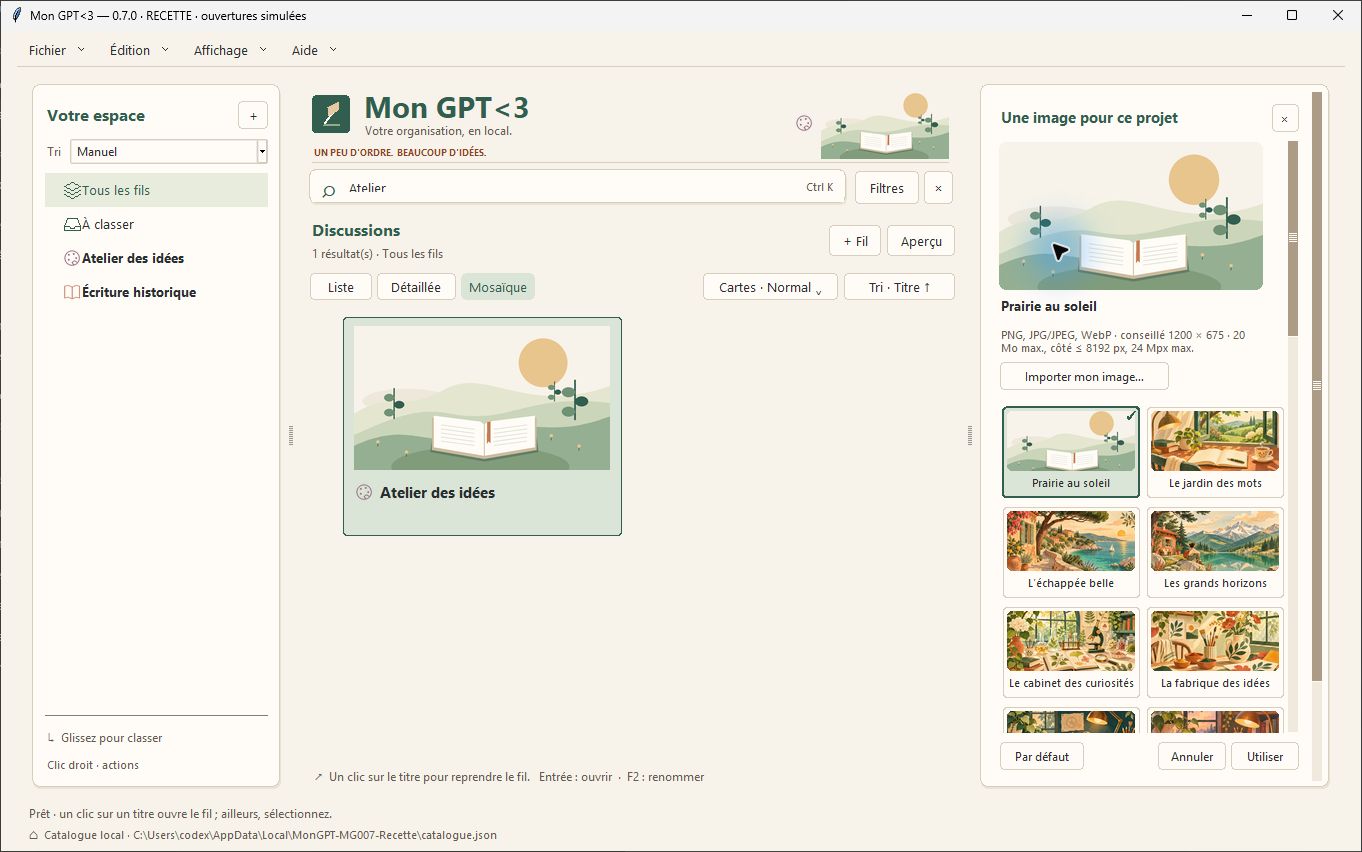 Mon GPT<3 — 0.7.0 · RECETTE · ouvertures simulées
Fichier
Édition
Affichage
Aide
Votre espace
+
Tri
Manuel
Tous les fils
À classer
Atelier des idées
Écriture historique
Glissez pour classer
Clic droit · actions
Mon GPT<3
Votre organisation, en local.
UN PEU D'ORDRE. BEAUCOUP D'IDÉES.
Atelier
Ctrl K
Filtres
×
Discussions
1 résultat(s) · Tous les fils
+ Fil
Aperçu
Liste
Détaillée
Mosaïque
Cartes · Normal
Tri · Titre ↑
Atelier des idées
↗ Un clic sur le titre pour reprendre le fil. Entrée : ouvrir · F2 : renommer
Une image pour ce projet
×
Prairie au soleil
PNG, JPG/JPEG, WebP · conseillé 1200 × 675 · 20
Mo max., côté ≤ 8192 px, 24 Mpx max.
Importer mon image...
Prairie au soleil
Le jardin des mots
L'échappée belle
Les grands horizons
Le cabinet des curiosités
La fabrique des idées
Par défaut
Annuler
Utiliser
Prêt · un clic sur un titre ouvre le fil ; ailleurs, sélectionnez.
Catalogue local · C:\Users\codex\AppData\Local\MonGPT-MG007-Recette\catalogue.json